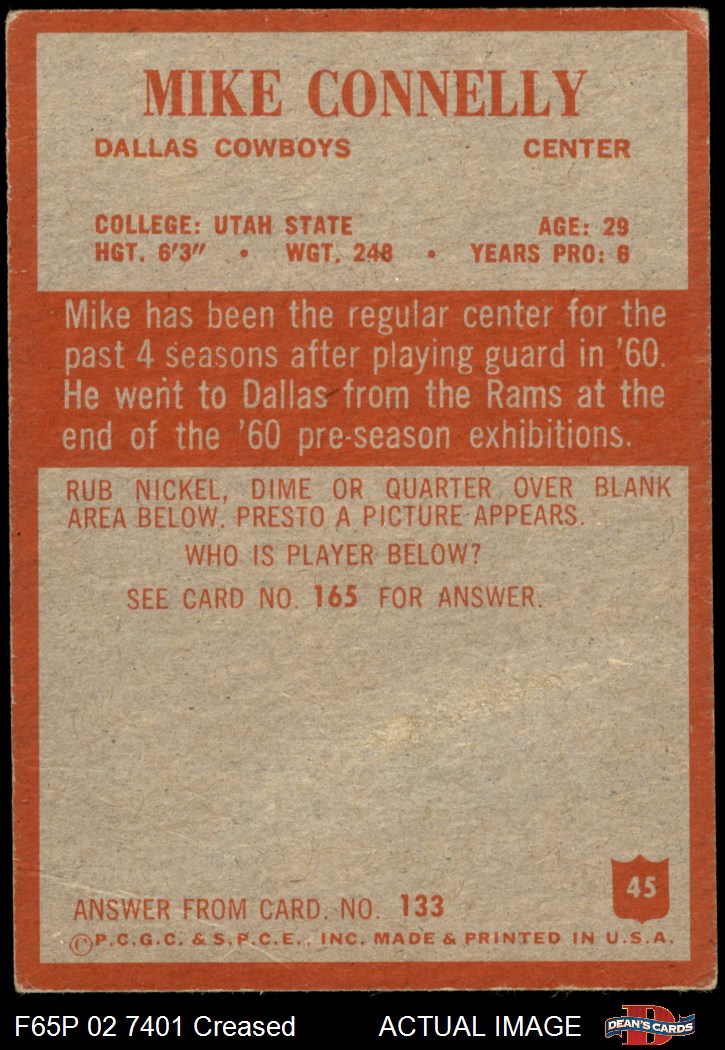 MIKE CONNELLY
DALLAS COWBOYS CENTER
COLLEGE: UTAH STATE AGE: 29
HGT. 6'3" • WGT. 248 • YEARS PRO: 6
Mike has been the regular center for the
past 4 seasons after playing guard in '60.
He went to Dallas from the Rams at the
end of the '60 pre-season exhibitions.
RUB NICKEL, DIME OR QUARTER OVER BLANK
AREA BELOW. PRESTO A PICTURE APPEARS.
WHO IS PLAYER BELOW?
SEE CARD NO. 165 FOR ANSWER.
45
ANSWER FROM CARD. NO. 133
©P.C.G.C. & S.P.C.E., INC. MADE & PRINTED IN U.S.A.
F65P 02 7401 Creased ACTUAL IMAGE
D
DEAN'S CARDS